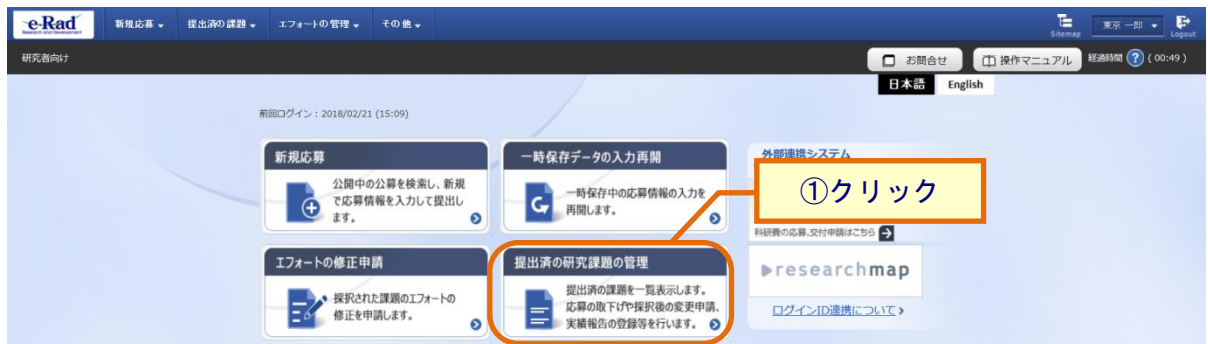 e-Rad
Research and Development
新規応募
提出済の課題
エフォートの管理
その他
Sitemap
東京 一郎
Logout
研究者向け
お問合せ
操作マニュアル
経過時間 ? ( 00:49 )
日本語 English
前回ログイン : 2018/02/21 (15:09)
新規応募
公開中の公募を検索し、新規
で応募情報を入力して提出し
ます。
一時保存データの入力再開
一時保存中の応募情報の入力を
再開します。
外部連携システム
①クリック
科研費の応募、交付申請はこちら
エフォートの修正申請
採択された課題のエフォートの
修正を申請します。
提出済の研究課題の管理
提出済の課題を一覧表示します。
応募の取下げや採択後の変更申請、
実績報告の登録等を行います。
researchmap
ログインID連携について